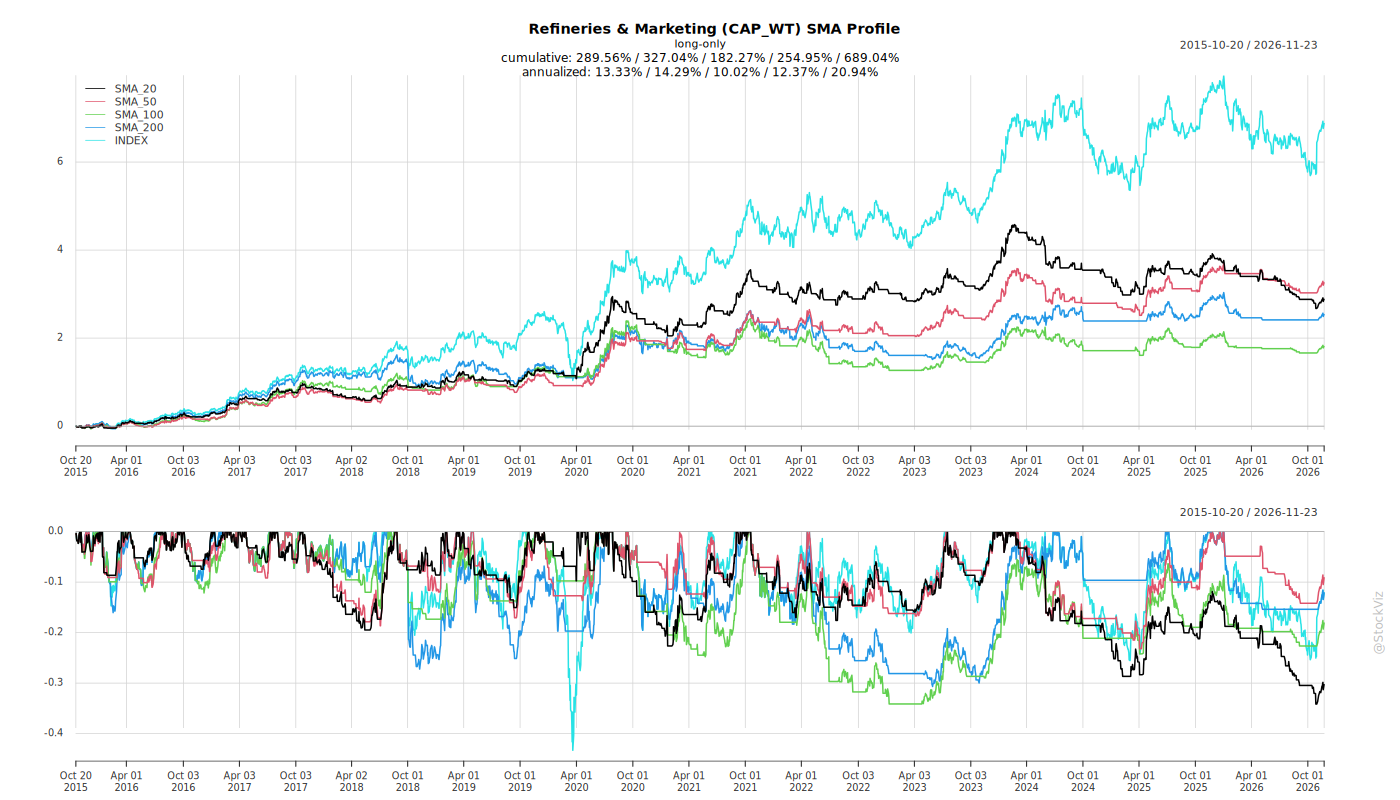 Refineries & Marketing (CAP_WT) SMA Profile
long-only
2015-10-20 / 2026-11-23
cumulative: 289.56% / 327.04% / 182.27% / 254.95% / 689.04%
annualized: 13.33% / 14.29% / 10.02% / 12.37% / 20.94%
SMA_20
SMA_50
SMA_100
SMA_200
INDEX
6
4
2
0
Oct 20 Apr 01 Oct 03 Apr 03 Oct 03 Apr 02 Oct 01 Apr 01 Oct 01 Apr 01 Oct 01 Apr 01 Oct 01 Apr 01 Oct 03 Apr 03 Oct 03 Apr 01 Oct 01 Apr 01 Oct 01 Apr 01 Oct 01
2015 2016 2016 2017 2017 2018 2018 2019 2019 2020 2020 2021 2021 2022 2022 2023 2023 2024 2024 2025 2025 2026 2026
2015-10-20 / 2026-11-23
0.0
-0.1
-0.2
-0.3
-0.4
Oct 20 Apr 01 Oct 03 Apr 03 Oct 03 Apr 02 Oct 01 Apr 01 Oct 01 Apr 01 Oct 01 Apr 01 Oct 01 Apr 01 Oct 03 Apr 03 Oct 03 Apr 01 Oct 01 Apr 01 Oct 01 Apr 01 Oct 01
2015 2016 2016 2017 2017 2018 2018 2019 2019 2020 2020 2021 2021 2022 2022 2023 2023 2024 2024 2025 2025 2026 2026
@StockViz